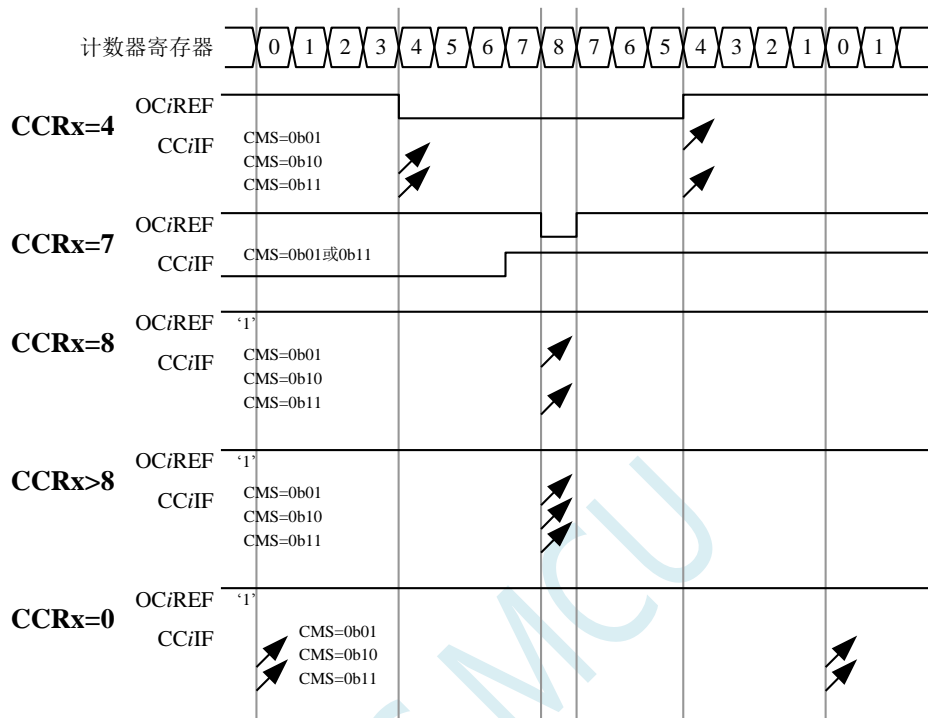 计数器寄存器 0 1 2 3 4 5 6 7 8 7 6 5 4 3 2 1 0 1
CCRx=4
OCiREF
CCiIF
CMS=0b01
CMS=0b10
CMS=0b11
CCRx=7
OCiREF
CCiIF
CMS=0b01或0b11
CCRx=8
OCiREF
‘1’
CCiIF
CMS=0b01
CMS=0b10
CMS=0b11
CCRx>8
OCiREF
‘1’
CCiIF
CMS=0b01
CMS=0b10
CMS=0b11
CCRx=0
OCiREF
‘1’
CCiIF
CMS=0b01
CMS=0b10
CMS=0b11
MCU